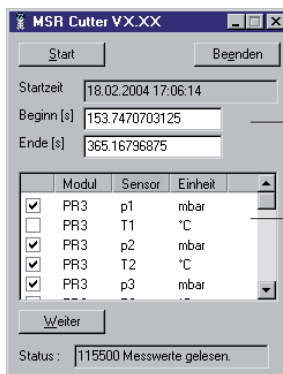 MSR Cutter VX.XX
Start Beenden
Startzeit 18.02.2004 17:06:14
Beginn [s] 153.7470703125
Ende [s] 365.16796875
Modul Sensor Einheit
PR3 p1 mbar
PR3 T1 °C
PR3 p2 mbar
PR3 T2 °C
PR3 p3 mbar
Weiter
Status : 115500 Messwerte gelesen.